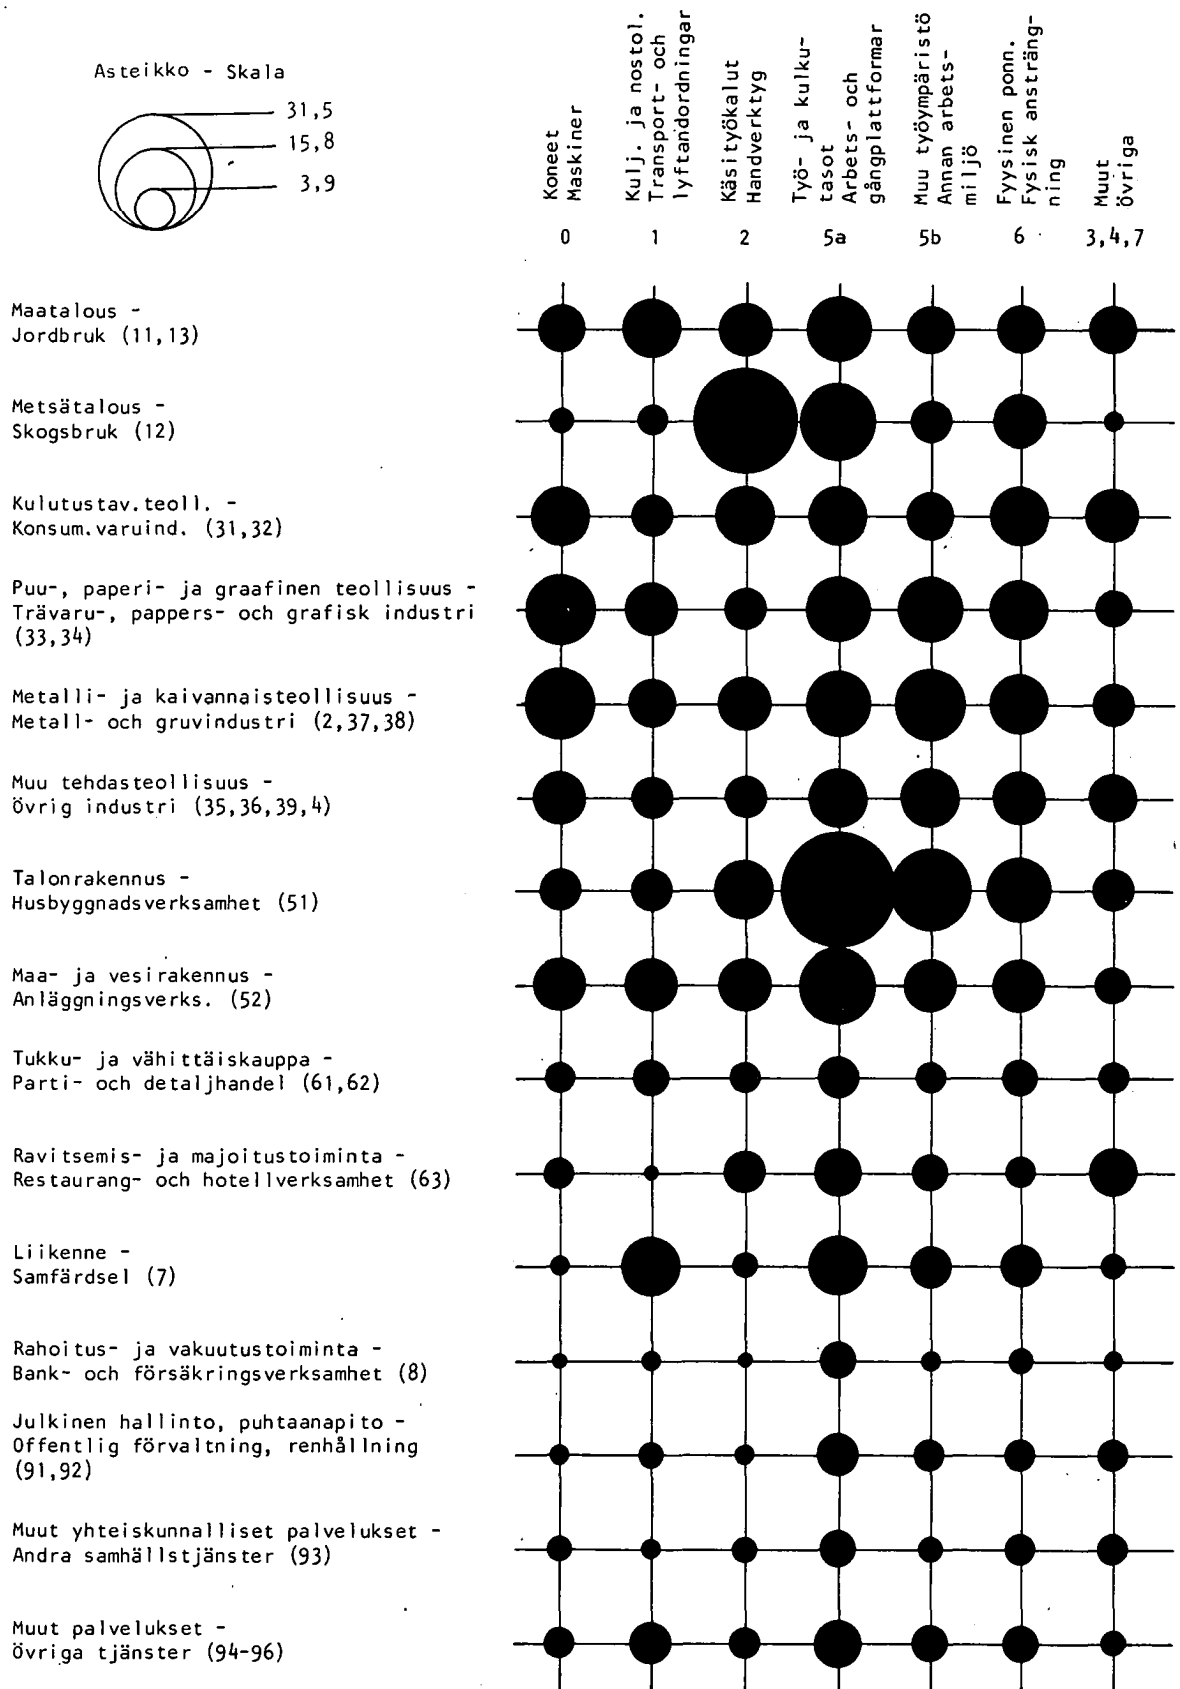 Asteikko - Skala
31,5
15,8
3,9
Koneet
Maskiner
Kulj. ja nostol.
Transport- och
lyftandordningar
Käsityökalut
Handverktyg
Työ- ja kulku-
tasot
Arbets- och
gångplattformar
Muu työympäristö
Annan arbets-
miljö
Fyysinen ponn.
Fysisk ansträng-
ning
Muut
övriga
0 1 2 5a 5b 6 3,4,7
Maatalous -
Jordbruk (11,13)
Metsätalous -
Skogsbruk (12)
Kulutustav.teoll. -
Konsum.varuind. (31,32)
Puu-, paperi- ja graafinen teollisuus -
Trävaru-, pappers- och grafisk industri
(33,34)
Metalli- ja kaivannaisteollisuus -
Metall- och gruvindustri (2,37,38)
Muu tehdasteollisuus -
övrig industri (35,36,39,4)
Talonrakennus -
Husbyggnadsverksamhet (51)
Maa- ja vesirakennus -
Anläggningsverks. (52)
Tukku- ja vähittäiskauppa -
Parti- och detaljhandel (61,62)
Ravitsemis- ja majoitustoiminta -
Restaurang- och hotellverksamhet (63)
Liikenne -
Samfärdsel (7)
Rahoitus- ja vakuutustoiminta -
Bank- och försäkringsverksamhet (8)
Julkinen hallinto, puhtaanapito -
Offentlig förvaltning, renhållning
(91,92)
Muut yhteiskunnalliset palvelukset -
Andra samhällstjänster (93)
Muut palvelukset -
övriga tjänster (94-96)